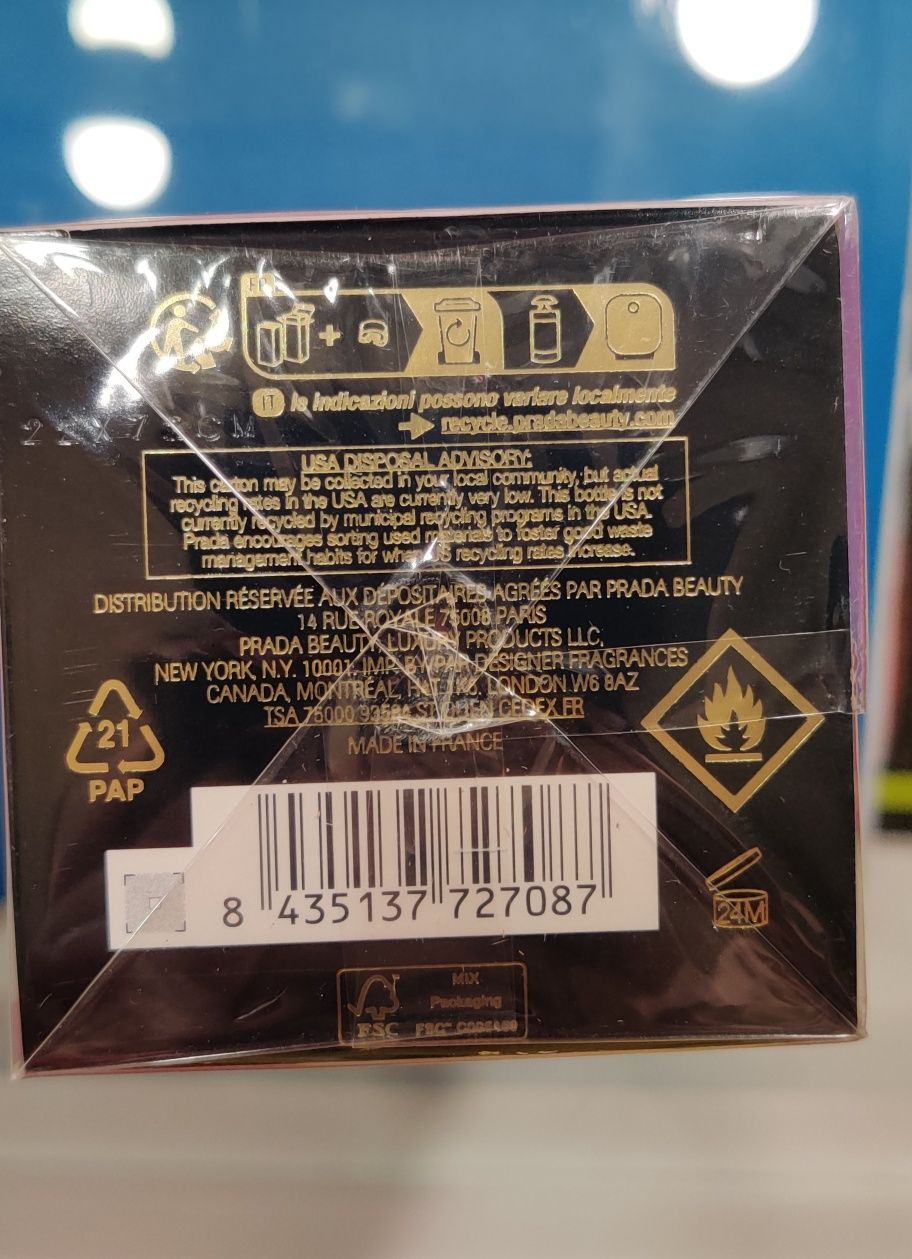 FR
IT le indicazioni possono variare localmente
recycle.pradabeauty.com
USA DISPOSAL ADVISORY:
This carton may be collected in your local community, but actual
recycling rates in the USA are currently very low. This bottle is not
currently recycled by municipal recycling programs in the USA.
Prada encourages sorting used materials to foster good waste
management habits for when US recycling rates increase.
DISTRIBUTION RÉSERVÉE AUX DÉPOSITAIRES AGRÉÉS PAR PRADA BEAUTY
14 RUE ROYALE 75008 PARIS
PRADA BEAUTY LUXURY PRODUCTS LLC,
NEW YORK, N.Y. 10001, IMP. BY/PAR DESIGNER FRAGRANCES
CANADA, MONTRÉAL, LONDON W6 8AZ
TSA 75000 CEDEX FR
MADE IN FRANCE
21
PAP
8 435137 727087
24M
MIX
Packaging
FSC